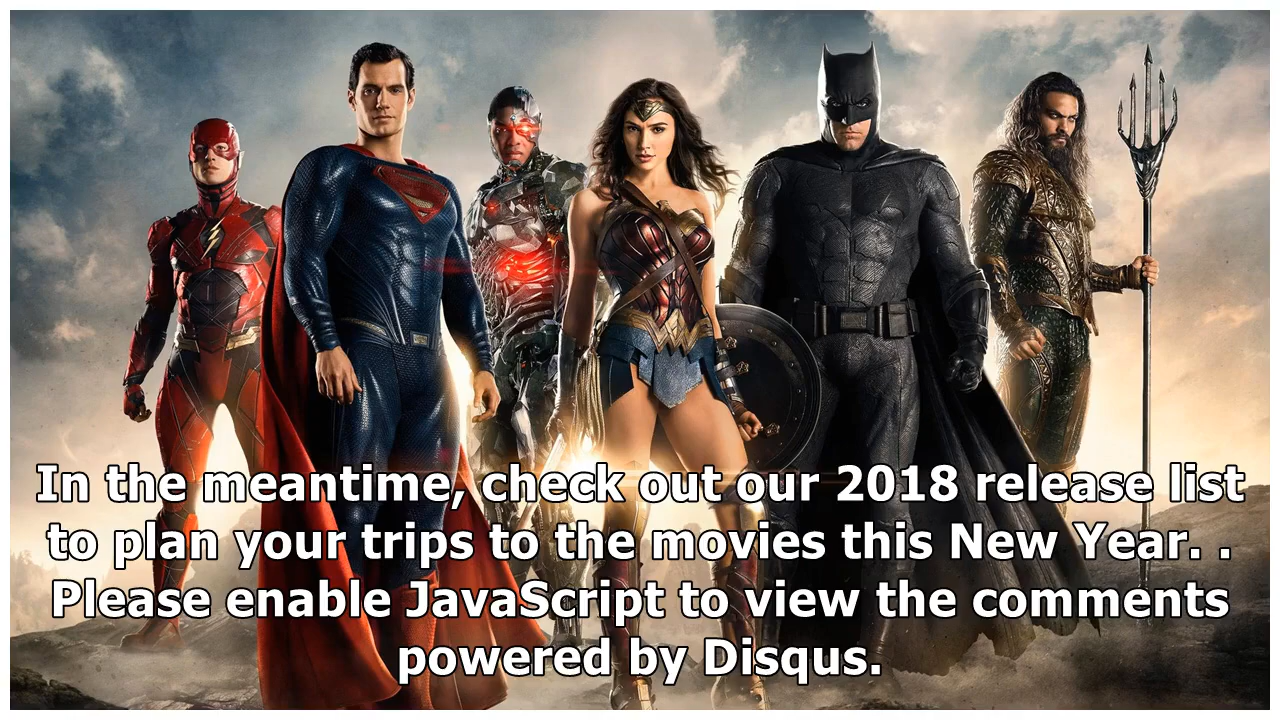 In the meantime, check out our 2018 release list
to plan your trips to the movies this New Year. .
Please enable JavaScript to view the comments
powered by Disqus.